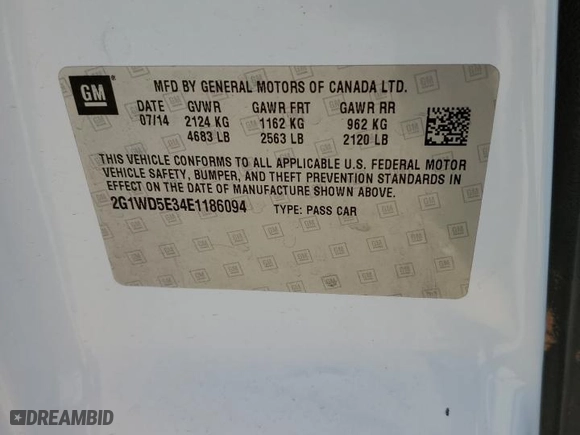 GM
MFD BY GENERAL MOTORS OF CANADA LTD.
DATE GVWR GAWR FRT GAWR RR
07/14 2124 KG 1162 KG 962 KG
4683 LB 2563 LB 2120 LB
THIS VEHICLE CONFORMS TO ALL APPLICABLE U.S. FEDERAL MOTOR
VEHICLE SAFETY, BUMPER, AND THEFT PREVENTION STANDARDS IN
EFFECT ON THE DATE OF MANUFACTURE SHOWN ABOVE.
2G1WD5E34E1186094 TYPE: PASS CAR
DREAMBID